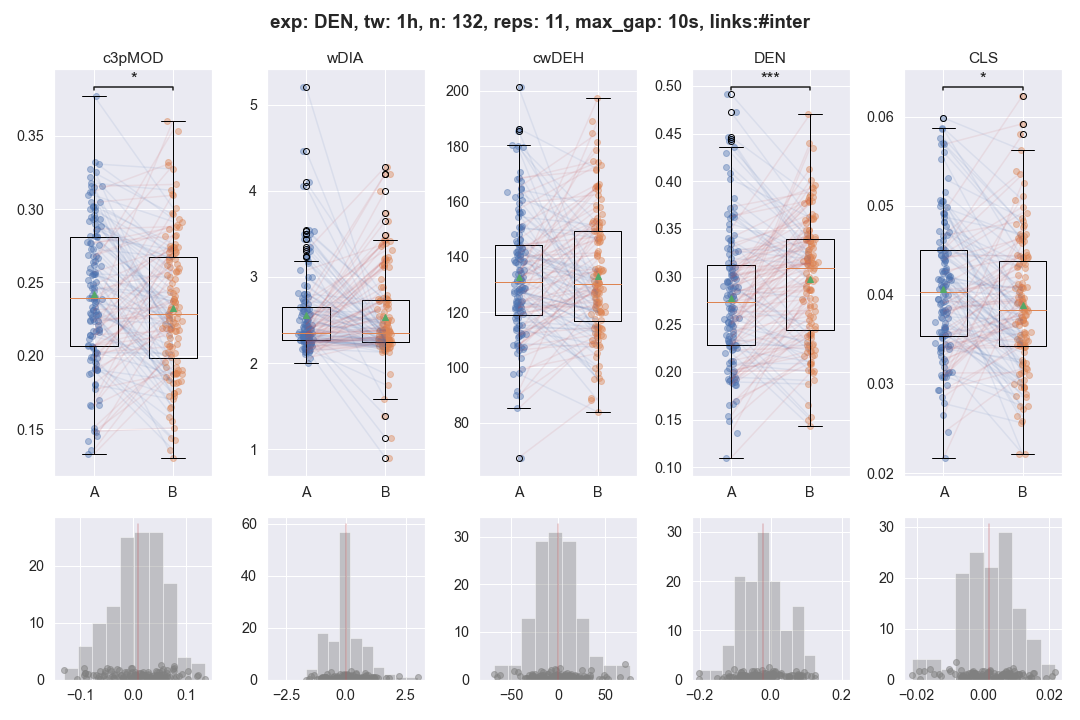 exp: DEN, tw: 1h, n: 132, reps: 11, max_gap: 10s, links:#inter
c3pMOD wDIA cwDEH DEN CLS
* *** *
0.35 0.30 0.25 0.20 0.15
A B
5 4 3 2 1
A B
200 180 160 140 120 100 80
A B
0.50 0.45 0.40 0.35 0.30 0.25 0.20 0.15 0.10
A B
0.06 0.05 0.04 0.03 0.02
A B
20 10 0
−0.1 0.0 0.1
60 40 20 0
−2.5 0.0 2.5
30 20 10 0
−50 0 50
30 20 10 0
−0.2 0.0 0.2
30 20 10 0
−0.02 0.00 0.02